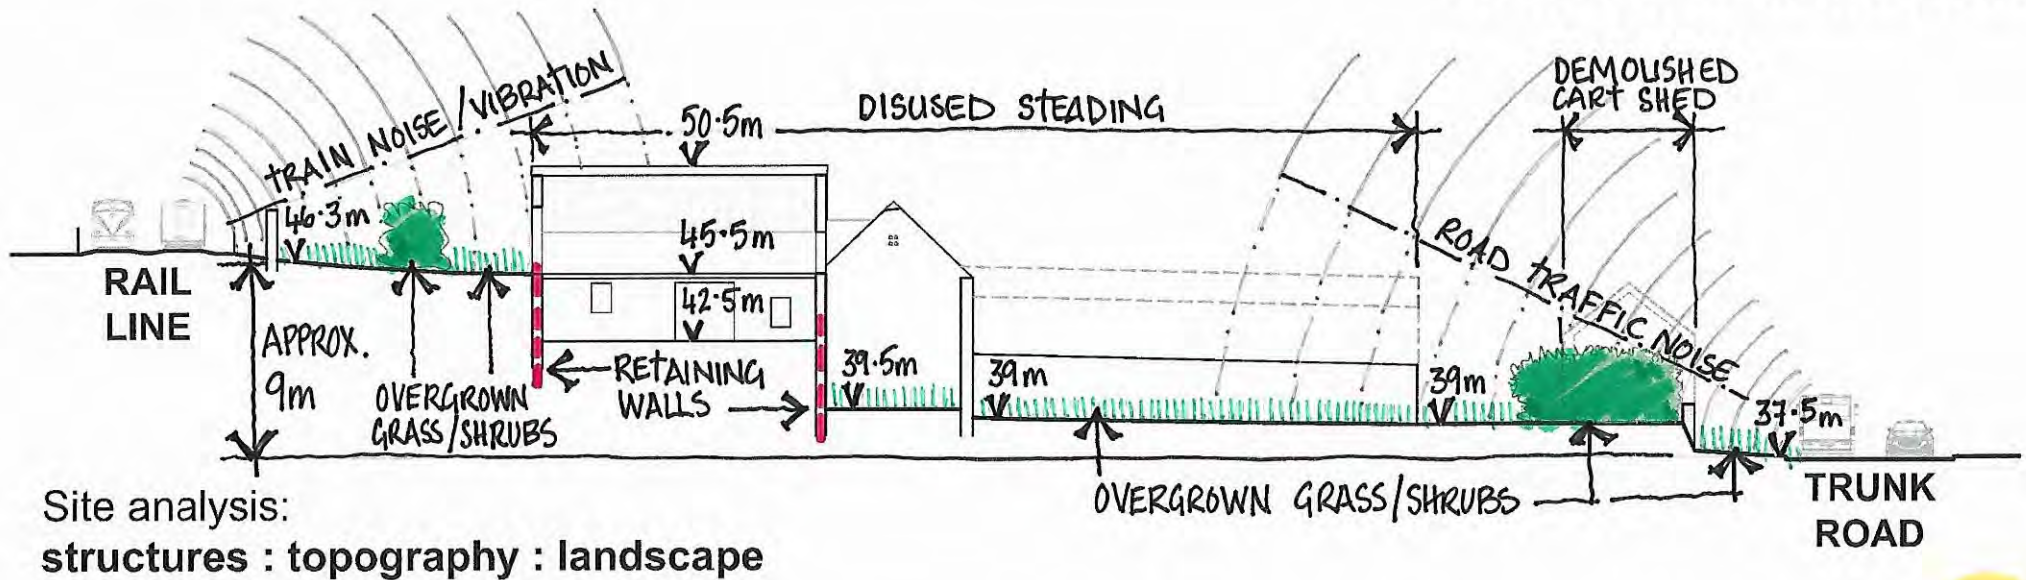 TRAIN NOISE/VIBRATION
50·5m
DISUSED STEADING
DEMOLISHED
CART SHED
46·3m
45·5m
ROAD TRAFFIC NOISE
RAIL
LINE
42·5m
APPROX.
9m
OVERGROWN
GRASS/SHRUBS
RETAINING
WALLS
39·5m
39m
39m
37·5m
OVERGROWN GRASS/SHRUBS
TRUNK
ROAD
Site analysis:
structures : topography : landscape